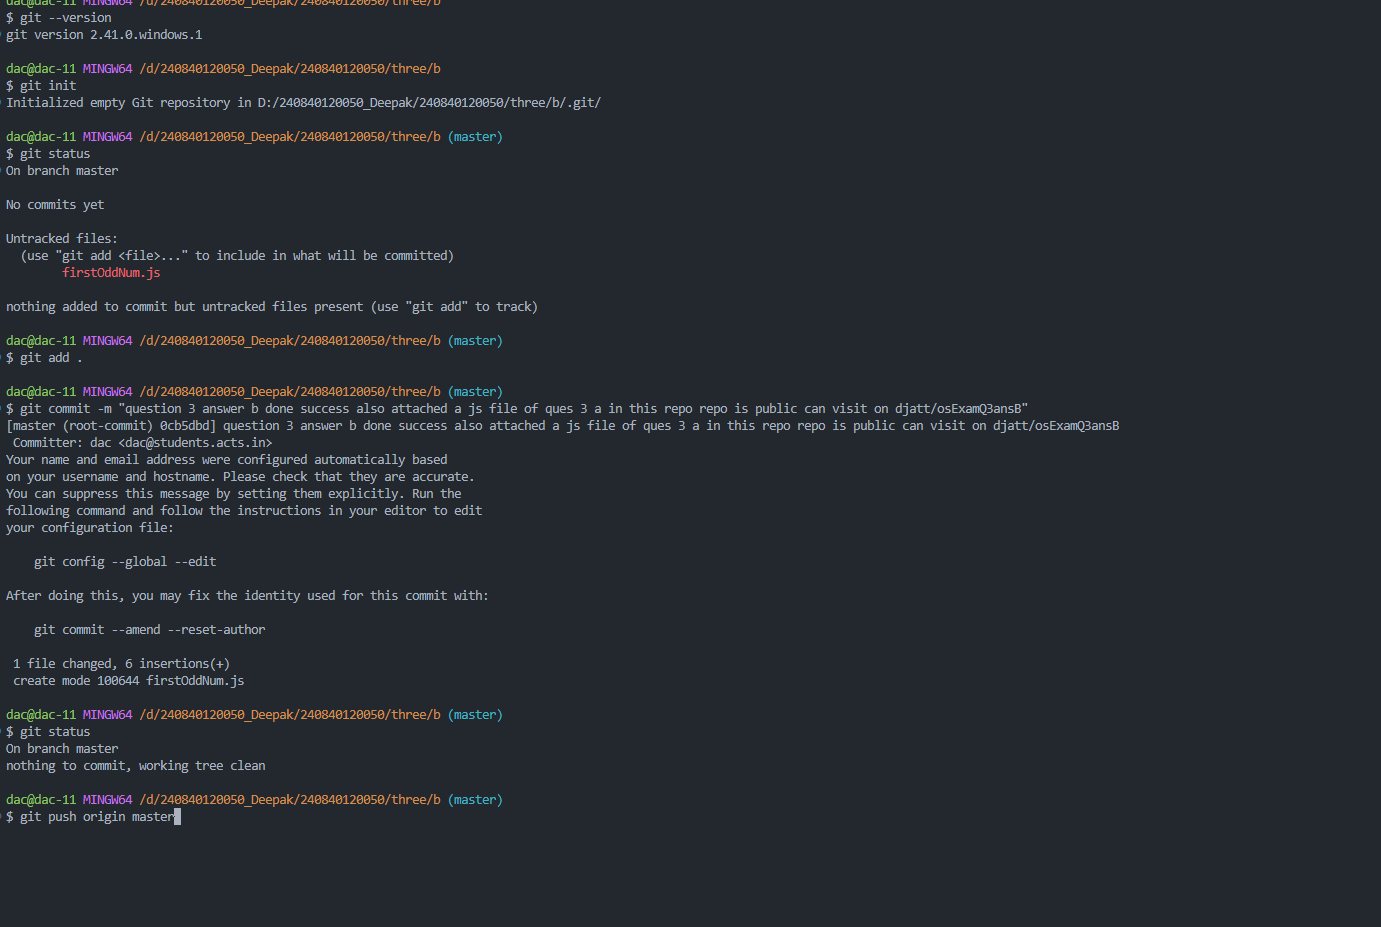 dac@dac-11 MINGW64 /d/240840120050_Deepak/240840120050/three/b
$ git --version
git version 2.41.0.windows.1
dac@dac-11 MINGW64 /d/240840120050_Deepak/240840120050/three/b
$ git init
Initialized empty Git repository in D:/240840120050_Deepak/240840120050/three/b/.git/
dac@dac-11 MINGW64 /d/240840120050_Deepak/240840120050/three/b (master)
$ git status
On branch master
No commits yet
Untracked files:
  (use "git add <file>..." to include in what will be committed)
        firstOddNum.js
nothing added to commit but untracked files present (use "git add" to track)
dac@dac-11 MINGW64 /d/240840120050_Deepak/240840120050/three/b (master)
$ git add .
dac@dac-11 MINGW64 /d/240840120050_Deepak/240840120050/three/b (master)
$ git commit -m "question 3 answer b done success also attached a js file of ques 3 a in this repo repo is public can visit on djatt/osExamQ3ansB"
[master (root-commit) 0cb5dbd] question 3 answer b done success also attached a js file of ques 3 a in this repo repo is public can visit on djatt/osExamQ3ansB
 Committer: dac <dac@students.acts.in>
Your name and email address were configured automatically based
on your username and hostname. Please check that they are accurate.
You can suppress this message by setting them explicitly. Run the
following command and follow the instructions in your editor to edit
your configuration file:
    git config --global --edit
After doing this, you may fix the identity used for this commit with:
    git commit --amend --reset-author
 1 file changed, 6 insertions(+)
 create mode 100644 firstOddNum.js
dac@dac-11 MINGW64 /d/240840120050_Deepak/240840120050/three/b (master)
$ git status
On branch master
nothing to commit, working tree clean
dac@dac-11 MINGW64 /d/240840120050_Deepak/240840120050/three/b (master)
$ git push origin master